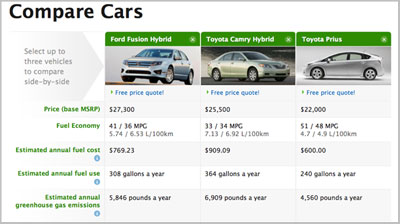 Compare Cars
Select up to
three vehicles
to compare
side-by-side
Ford Fusion Hybrid
Toyota Camry Hybrid
Toyota Prius
Free price quote!
Free price quote!
Free price quote!
Price (base MSRP) $27,300 $25,500 $22,000
Fuel Economy 41 / 36 MPG 33 / 34 MPG 51 / 48 MPG
5.74 / 6.53 L/100km 7.13 / 6.92 L/100km 4.7 / 4.9 L/100km
Estimated annual fuel cost $769.23 $909.09 $600.00
Estimated annual fuel use 308 gallons a year 364 gallons a year 240 gallons a year
Estimated annual 5,846 pounds a year 6,909 pounds a year 4,560 pounds a year
greenhouse gas emissions